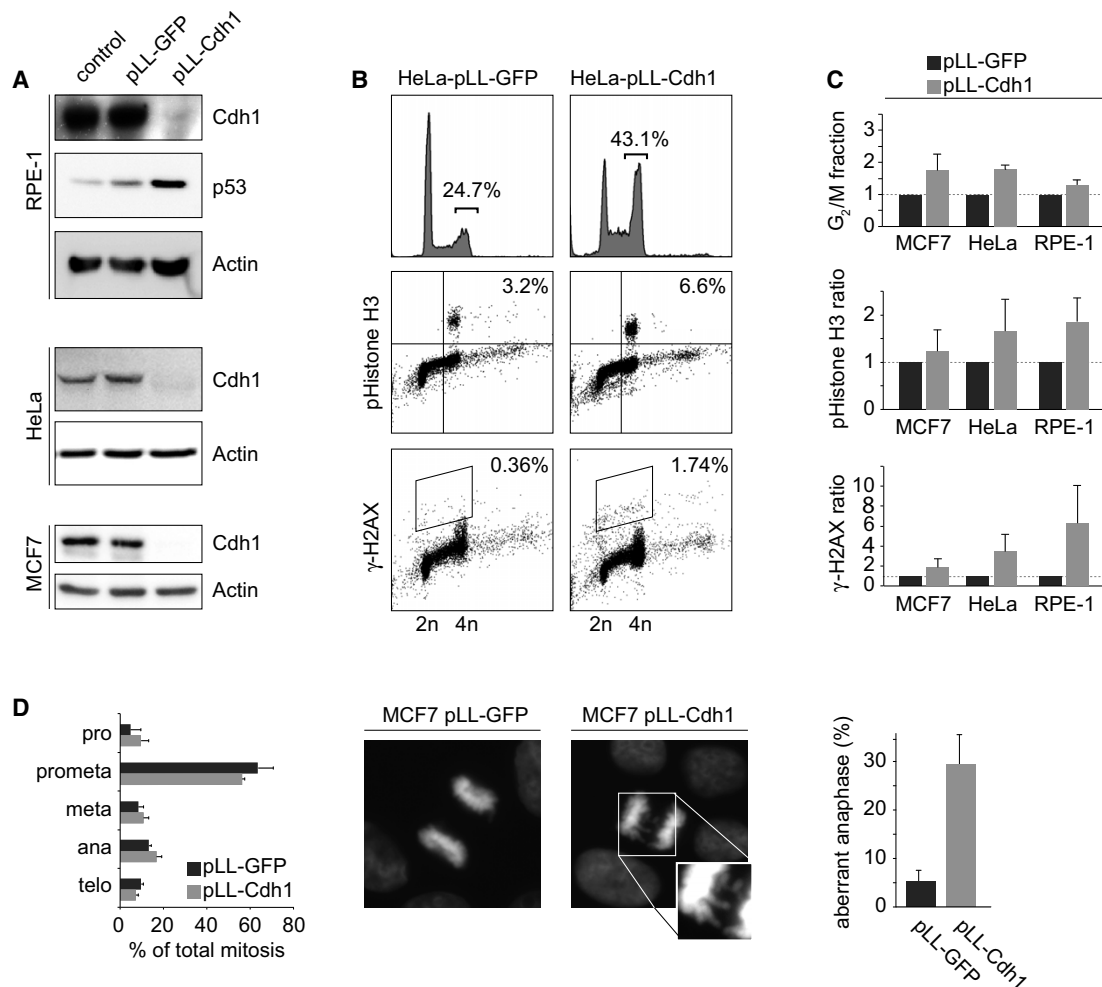 A
control
pLL-GFP
pLL-Cdh1
RPE-1
Cdh1
p53
Actin
HeLa
Cdh1
Actin
MCF7
Cdh1
Actin
B
HeLa-pLL-GFP
HeLa-pLL-Cdh1
24.7%
43.1%
pHistone H3
3.2%
6.6%
γ-H2AX
0.36%
1.74%
2n 4n
2n 4n
C
pLL-GFP
pLL-Cdh1
G2/M fraction
3
2
1
0
MCF7 HeLa RPE-1
pHistone H3 ratio
2
1
0
MCF7 HeLa RPE-1
γ-H2AX ratio
10
8
6
4
2
0
MCF7 HeLa RPE-1
D
pro
prometa
meta
ana
telo
pLL-GFP
pLL-Cdh1
0 20 40 60 80
% of total mitosis
MCF7 pLL-GFP
MCF7 pLL-Cdh1
aberrant anaphase (%)
30
20
10
0
pLL-GFP
pLL-Cdh1